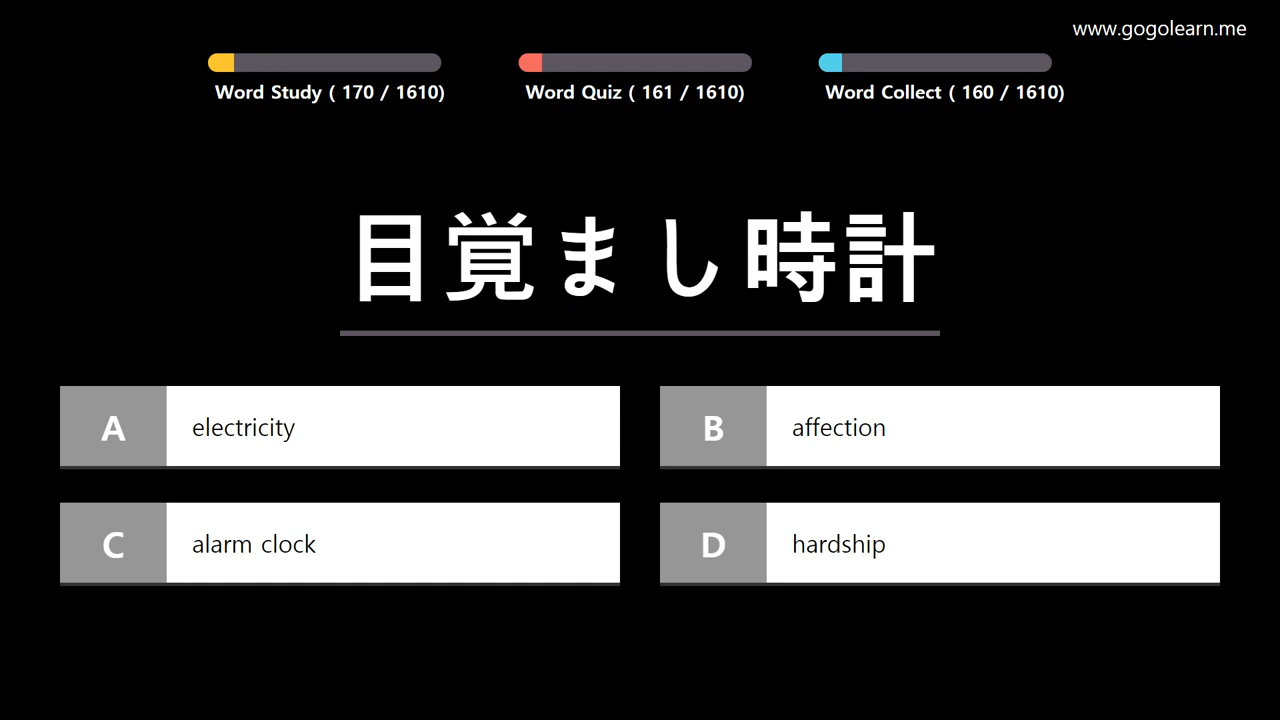 www.gogolearn.me
Word Study ( 170 / 1610)
Word Quiz ( 161 / 1610)
Word Collect ( 160 / 1610)
目覚まし時計
A electricity
B affection
C alarm clock
D hardship